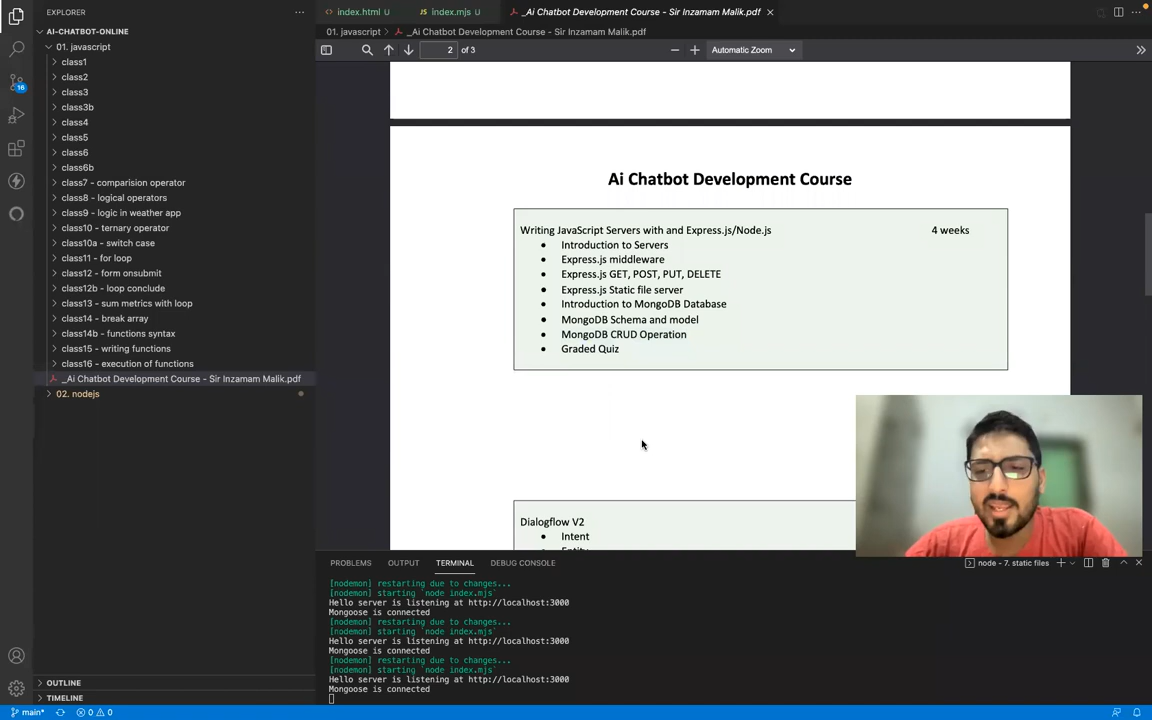 EXPLORER
index.html U
index.mjs U
_Ai Chatbot Development Course - Sir Inzamam Malik.pdf
AI-CHATBOT-ONLINE
01. javascript
class1
class2
class3
class3b
class4
class5
class6
class6b
class7 - comparision operator
class8 - logical operators
class9 - logic in weather app
class10 - ternary operator
class10a - switch case
class11 - for loop
class12 - form onsubmit
class12b - loop conclude
class13 - sum metrics with loop
class14 - break array
class14b - functions syntax
class15 - writing functions
class16 - execution of functions
_Ai Chatbot Development Course - Sir Inzamam Malik.pdf
02. nodejs
OUTLINE
TIMELINE
16
01. javascript > _Ai Chatbot Development Course - Sir Inzamam Malik.pdf
2 of 3
Automatic Zoom
Ai Chatbot Development Course
Writing JavaScript Servers with and Express.js/Node.js 4 weeks
Introduction to Servers
Express.js middleware
Express.js GET, POST, PUT, DELETE
Express.js Static file server
Introduction to MongoDB Database
MongoDB Schema and model
MongoDB CRUD Operation
Graded Quiz
Dialogflow V2
Intent
Entity
PROBLEMS OUTPUT TERMINAL DEBUG CONSOLE
node - 7. static files
[nodemon] restarting due to changes...
[nodemon] starting `node index.mjs`
Hello server is listening at http://localhost:3000
Mongoose is connected
[nodemon] restarting due to changes...
[nodemon] starting `node index.mjs`
Hello server is listening at http://localhost:3000
Mongoose is connected
[nodemon] restarting due to changes...
[nodemon] starting `node index.mjs`
Hello server is listening at http://localhost:3000
Mongoose is connected
main* 0 0